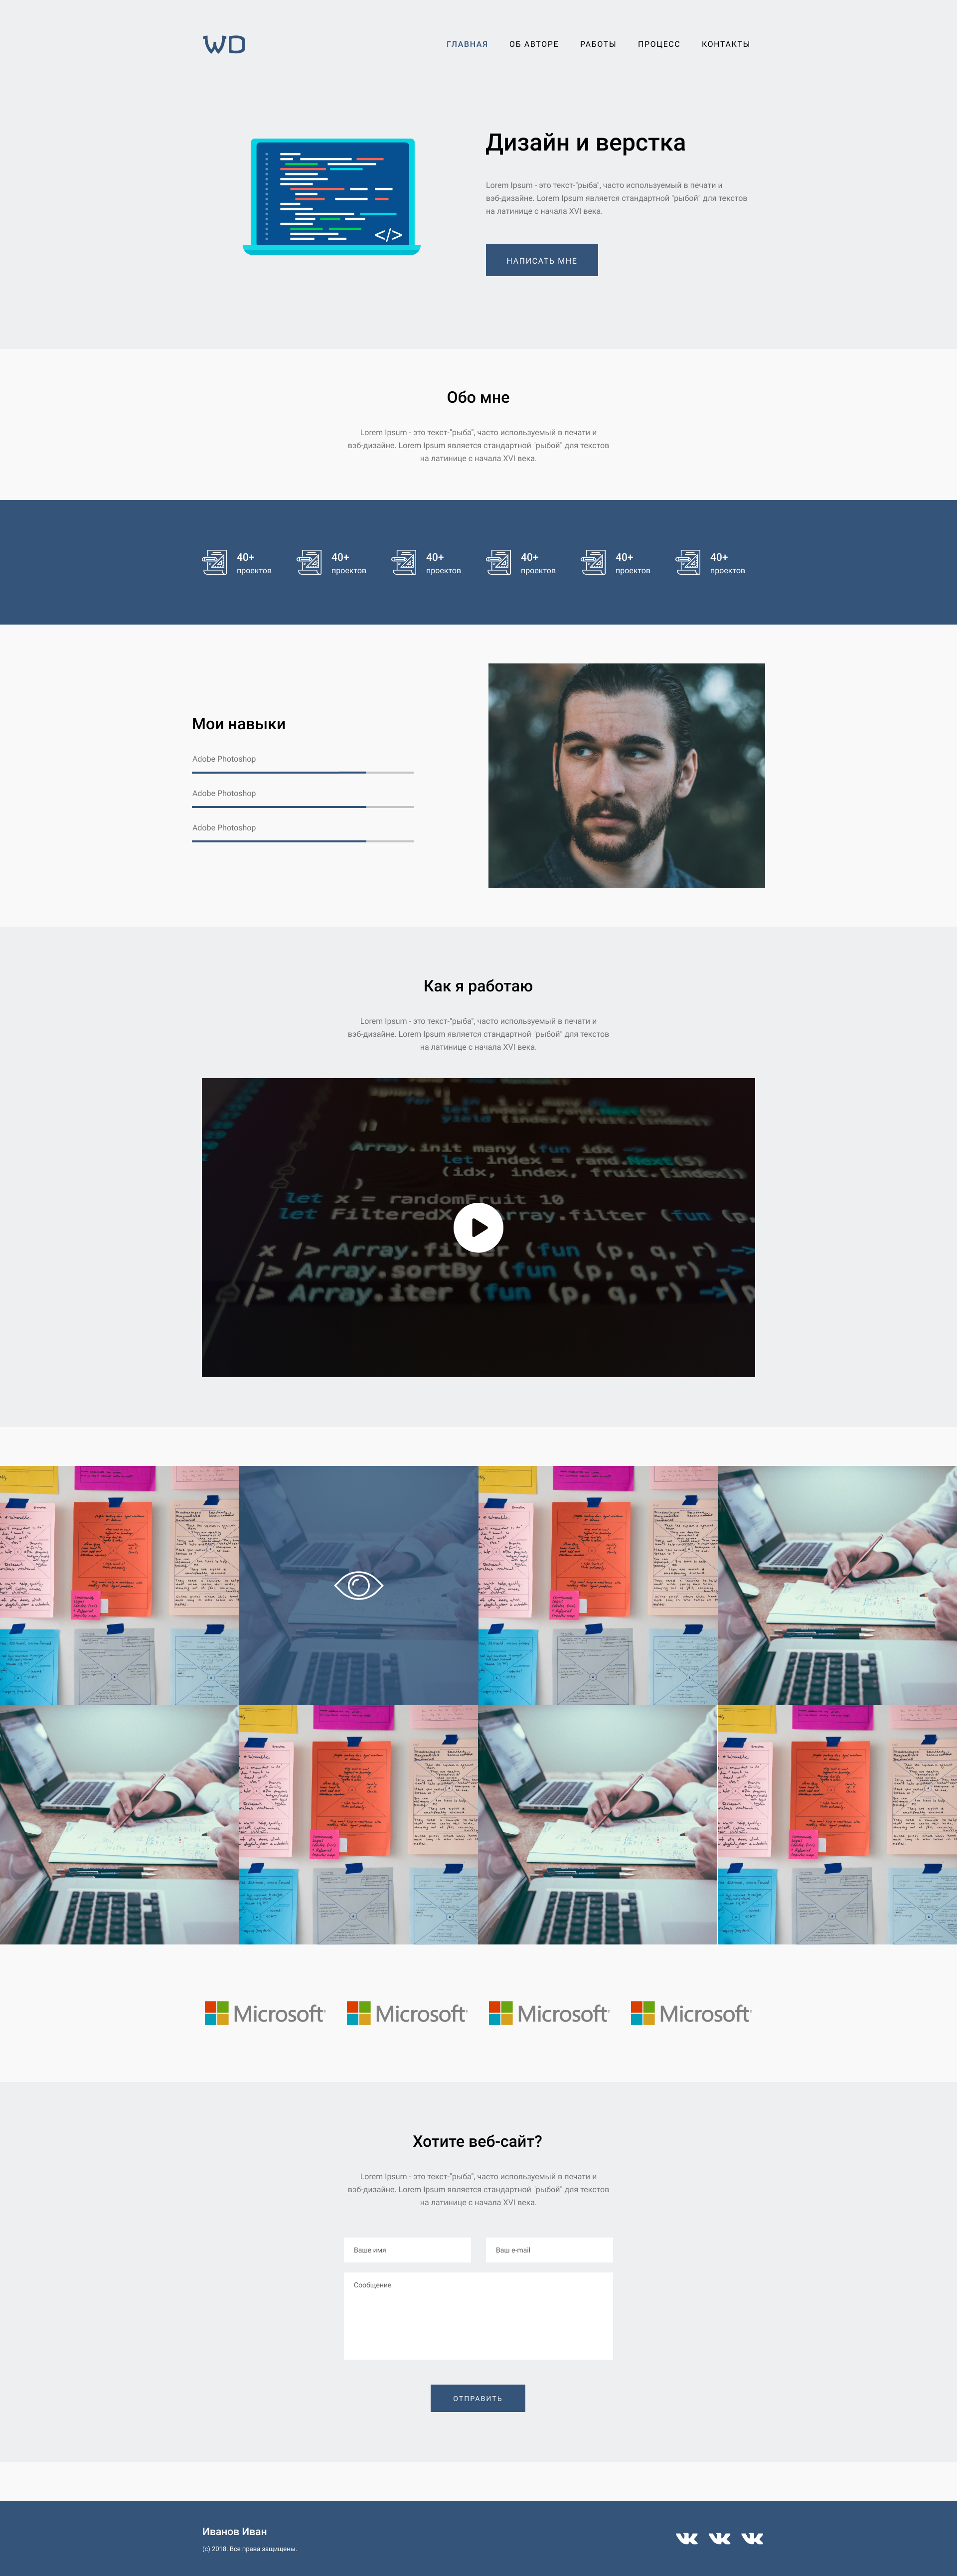 WD
ГЛАВНАЯ ОБ АВТОРЕ РАБОТЫ ПРОЦЕСС КОНТАКТЫ
Дизайн и верстка
Lorem Ipsum - это текст-"рыба", часто используемый в печати и
вэб-дизайне. Lorem Ipsum является стандартной "рыбой" для текстов
на латинице с начала XVI века.
НАПИСАТЬ МНЕ
</>
Обо мне
Lorem Ipsum - это текст-"рыба", часто используемый в печати и
вэб-дизайне. Lorem Ipsum является стандартной "рыбой" для текстов
на латинице с начала XVI века.
40+ 40+ 40+ 40+ 40+ 40+
проектов проектов проектов проектов проектов проектов
Мои навыки
Adobe Photoshop
Adobe Photoshop
Adobe Photoshop
Как я работаю
Lorem Ipsum - это текст-"рыба", часто используемый в печати и
вэб-дизайне. Lorem Ipsum является стандартной "рыбой" для текстов
на латинице с начала XVI века.
Array.init many (fun idx ->
let index = rand.Next(5)
(idx, index, fruit.[index])
)
let x = randomFruit 10
let FilteredX = Array.filter (fun (p,
x |> Array.filter (fun (p, q, r) ->
|> Array.sortBy (fun (p, q, r) -> p
|> Array.iter (fun (p, q, r) ->
Microsoft Microsoft Microsoft Microsoft
Хотите веб-сайт?
Lorem Ipsum - это текст-"рыба", часто используемый в печати и
вэб-дизайне. Lorem Ipsum является стандартной "рыбой" для текстов
на латинице с начала XVI века.
Ваше имя Ваш e-mail
Сообщение
ОТПРАВИТЬ
Иванов Иван
(c) 2018. Все права защищены.